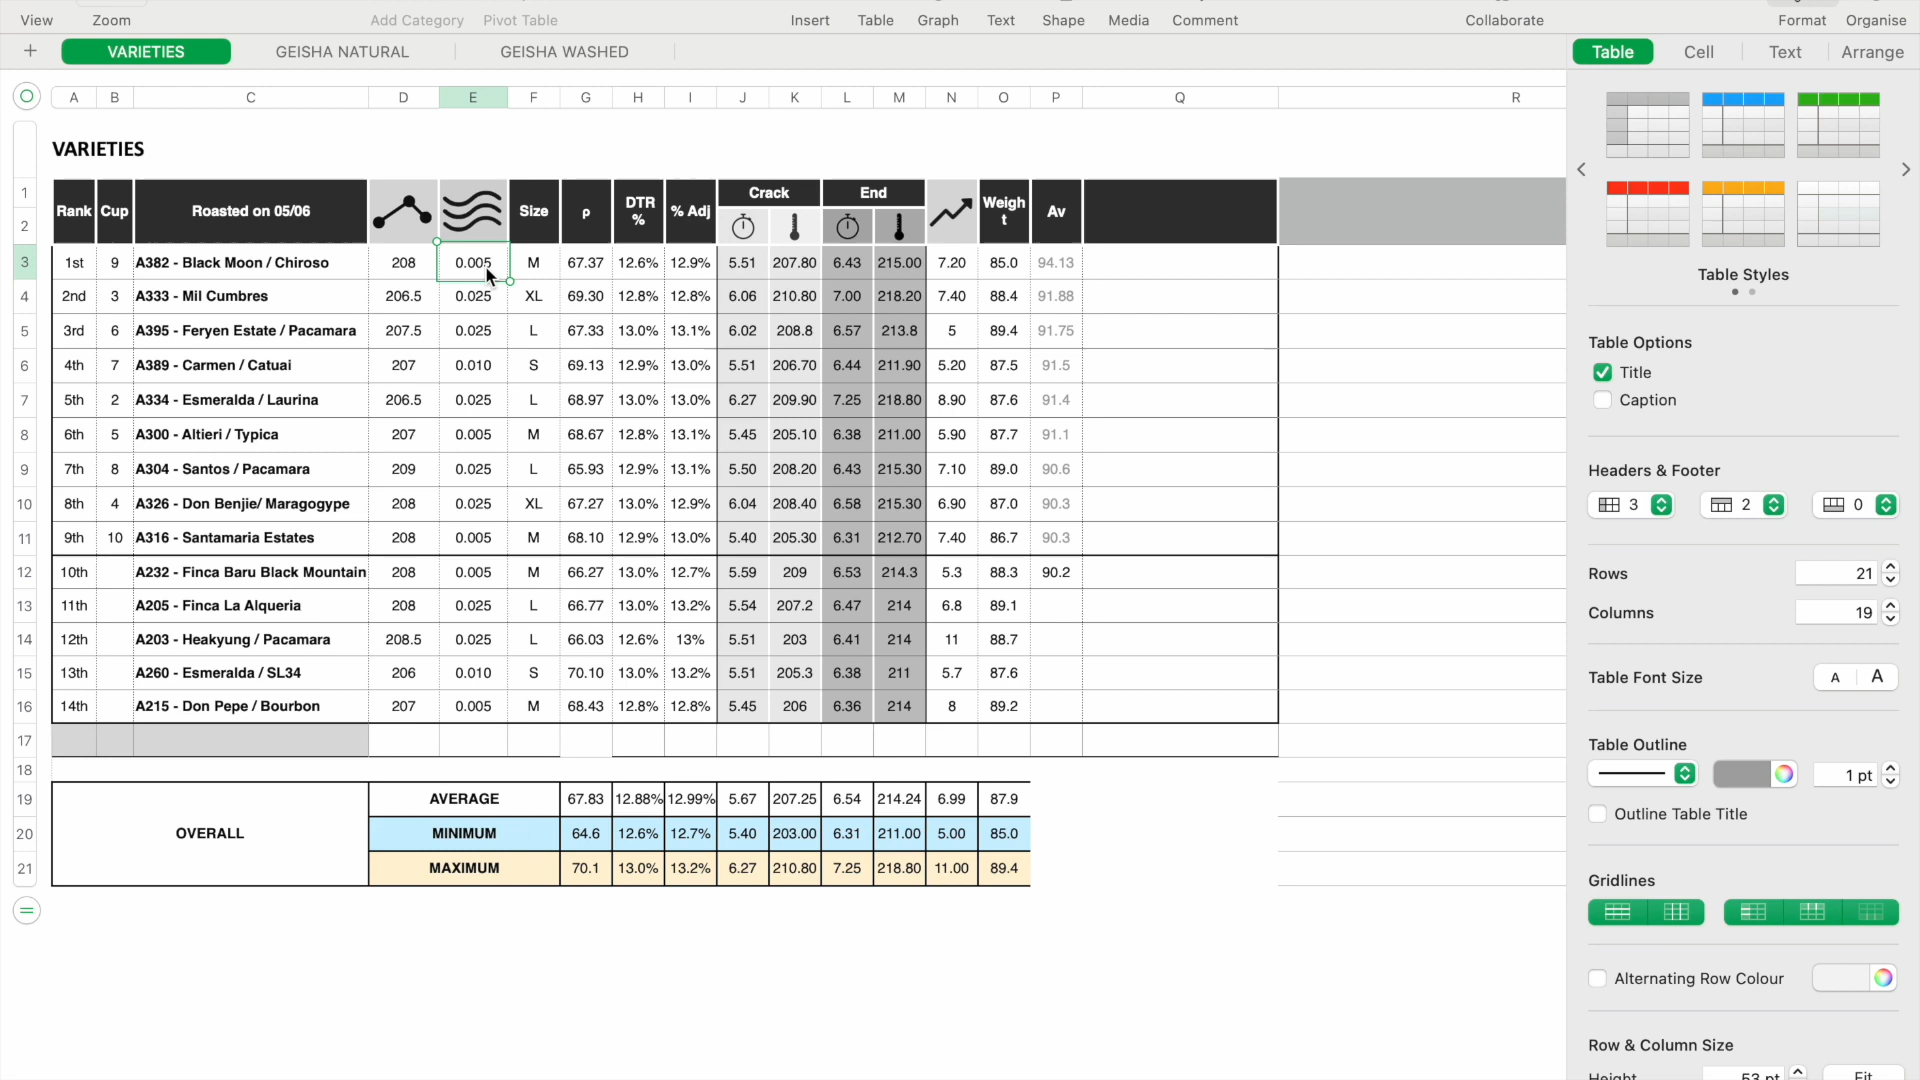 View Zoom Add Category Pivot Table Insert Table Graph Text Shape Media Comment Collaborate Format Organise
+ VARIETIES GEISHA NATURAL GEISHA WASHED Table Cell Text Arrange
A B C D E F G H I J K L M N O P Q R
VARIETIES
1 Crack End
Rank Cup Roasted on 05/06 Size ρ DTR % % Adj Weigh t Av
2
3 1st 9 A382 - Black Moon / Chiroso 208 0.005 M 67.37 12.6% 12.9% 5.51 207.80 6.43 215.00 7.20 85.0 94.13
4 2nd 3 A333 - Mil Cumbres 206.5 0.025 XL 69.30 12.8% 12.8% 6.06 210.80 7.00 218.20 7.40 88.4 91.88
5 3rd 6 A395 - Feryen Estate / Pacamara 207.5 0.025 L 67.33 13.0% 13.1% 6.02 208.8 6.57 213.8 5 89.4 91.75
6 4th 7 A389 - Carmen / Catuai 207 0.010 S 69.13 12.9% 13.0% 5.51 206.70 6.44 211.90 5.20 87.5 91.5
7 5th 2 A334 - Esmeralda / Laurina 206.5 0.025 L 68.97 13.0% 13.0% 6.27 209.90 7.25 218.80 8.90 87.6 91.4
8 6th 5 A300 - Altieri / Typica 207 0.005 M 68.67 12.8% 13.1% 5.45 205.10 6.38 211.00 5.90 87.7 91.1
9 7th 8 A304 - Santos / Pacamara 209 0.025 L 65.93 12.9% 13.1% 5.50 208.20 6.43 215.30 7.10 89.0 90.6
10 8th 4 A326 - Don Benjie/ Maragogype 208 0.025 XL 67.27 13.0% 12.9% 6.04 208.40 6.58 215.30 6.90 87.0 90.3
11 9th 10 A316 - Santamaria Estates 208 0.005 M 68.10 12.9% 13.0% 5.40 205.30 6.31 212.70 7.40 86.7 90.3
12 10th A232 - Finca Baru Black Mountain 208 0.005 M 66.27 13.0% 12.7% 5.59 209 6.53 214.3 5.3 88.3 90.2
13 11th A205 - Finca La Alqueria 208 0.025 L 66.77 13.0% 13.2% 5.54 207.2 6.47 214 6.8 89.1
14 12th A203 - Heakyung / Pacamara 208.5 0.025 L 66.03 12.6% 13% 5.51 203 6.41 214 11 88.7
15 13th A260 - Esmeralda / SL34 206 0.010 S 70.10 13.0% 13.2% 5.51 205.3 6.38 211 5.7 87.6
16 14th A215 - Don Pepe / Bourbon 207 0.005 M 68.43 12.8% 12.8% 5.45 206 6.36 214 8 89.2
17
18
19 AVERAGE 67.83 12.88% 12.99% 5.67 207.25 6.54 214.24 6.99 87.9
20 OVERALL MINIMUM 64.6 12.6% 12.7% 5.40 203.00 6.31 211.00 5.00 85.0
21 MAXIMUM 70.1 13.0% 13.2% 6.27 210.80 7.25 218.80 11.00 89.4
Table Styles
Table Options
Title
Caption
Headers & Footer
3 2 0
Rows 21
Columns 19
Table Font Size A A
Table Outline
1 pt
Outline Table Title
Gridlines
Alternating Row Colour
Row & Column Size
Height 53 pt Fit